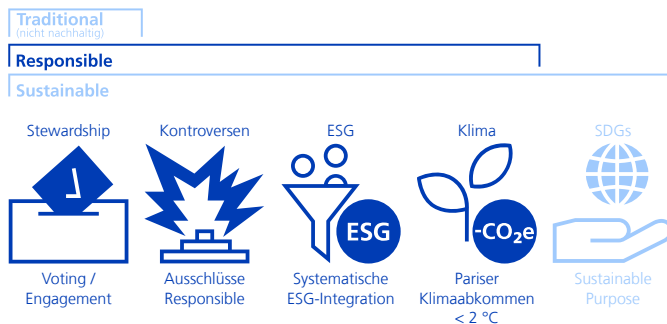 Traditional
(nicht nachhaltig)
Responsible
Sustainable
Stewardship
Kontroversen
ESG
Klima
SDGs
ESG
-CO₂e
Voting /
Engagement
Ausschlüsse
Responsible
Systematische
ESG-Integration
Pariser
Klimaabkommen
< 2 °C
Sustainable
Purpose